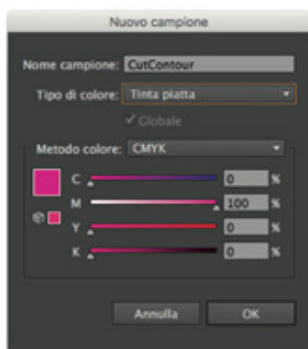 Nuovo campione
Nome campione: CutContour
Tipo di colore: Tinta piatta
Globale
Metodo colore: CMYK
C 0 %
M 100 %
Y 0 %
K 0 %
Annulla OK